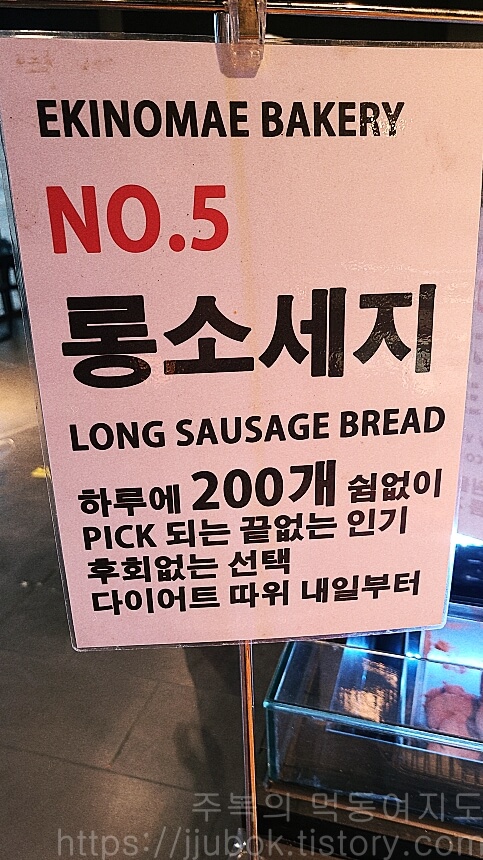 EKINOMAE BAKERY
NO.5
롱소세지
LONG SAUSAGE BREAD
하루에 200개 쉼없이
PICK 되는 끝없는 인기
후회없는 선택
다이어트 따위 내일부터
주복의 먹동여지도
https://jjubok.tistory.com